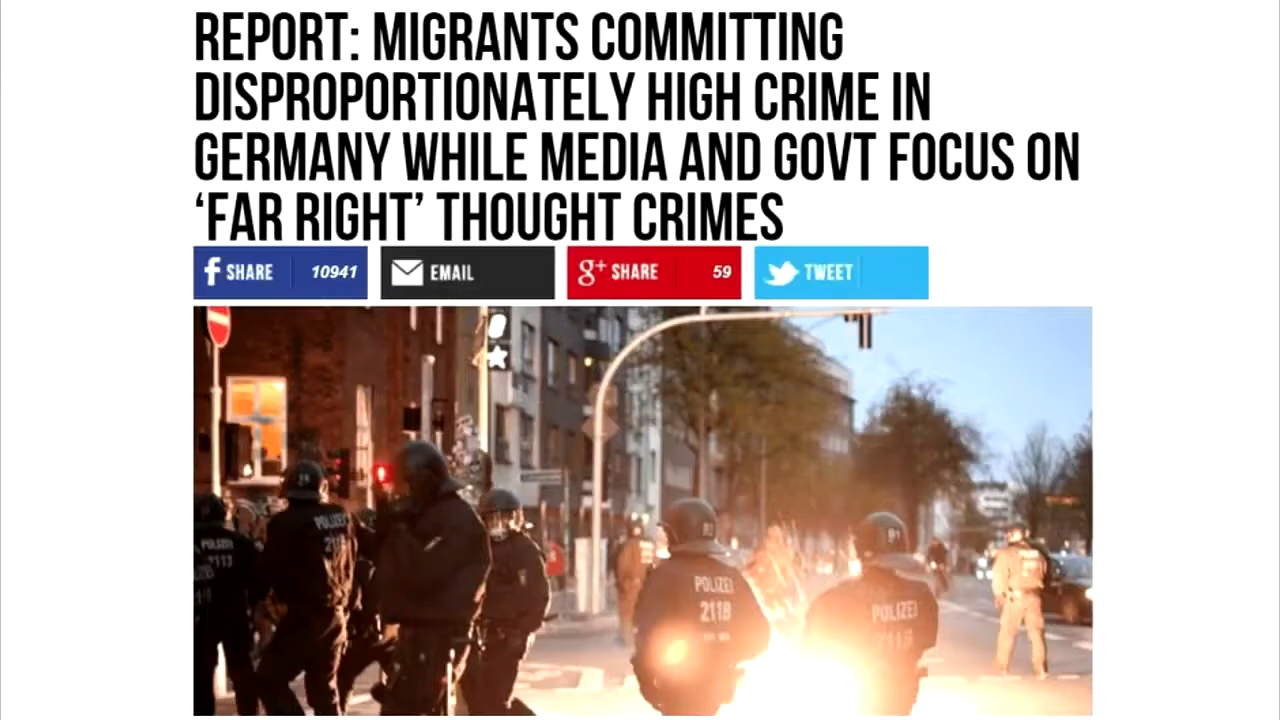 REPORT: MIGRANTS COMMITTING
DISPROPORTIONATELY HIGH CRIME IN
GERMANY WHILE MEDIA AND GOVT FOCUS ON
‘FAR RIGHT’ THOUGHT CRIMES
f SHARE 10941
EMAIL
g+ SHARE 59
TWEET
POLIZEI
POLIZEI
POLIZEI
2118
POLIZEI